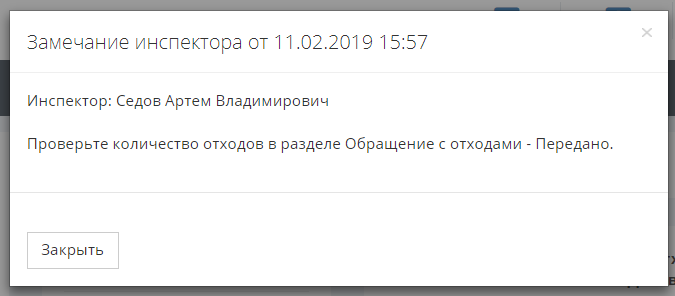 Замечание инспектора от 11.02.2019 15:57
×
Инспектор: Седов Артем Владимирович
Проверьте количество отходов в разделе Обращение с отходами - Передано.
Закрыть